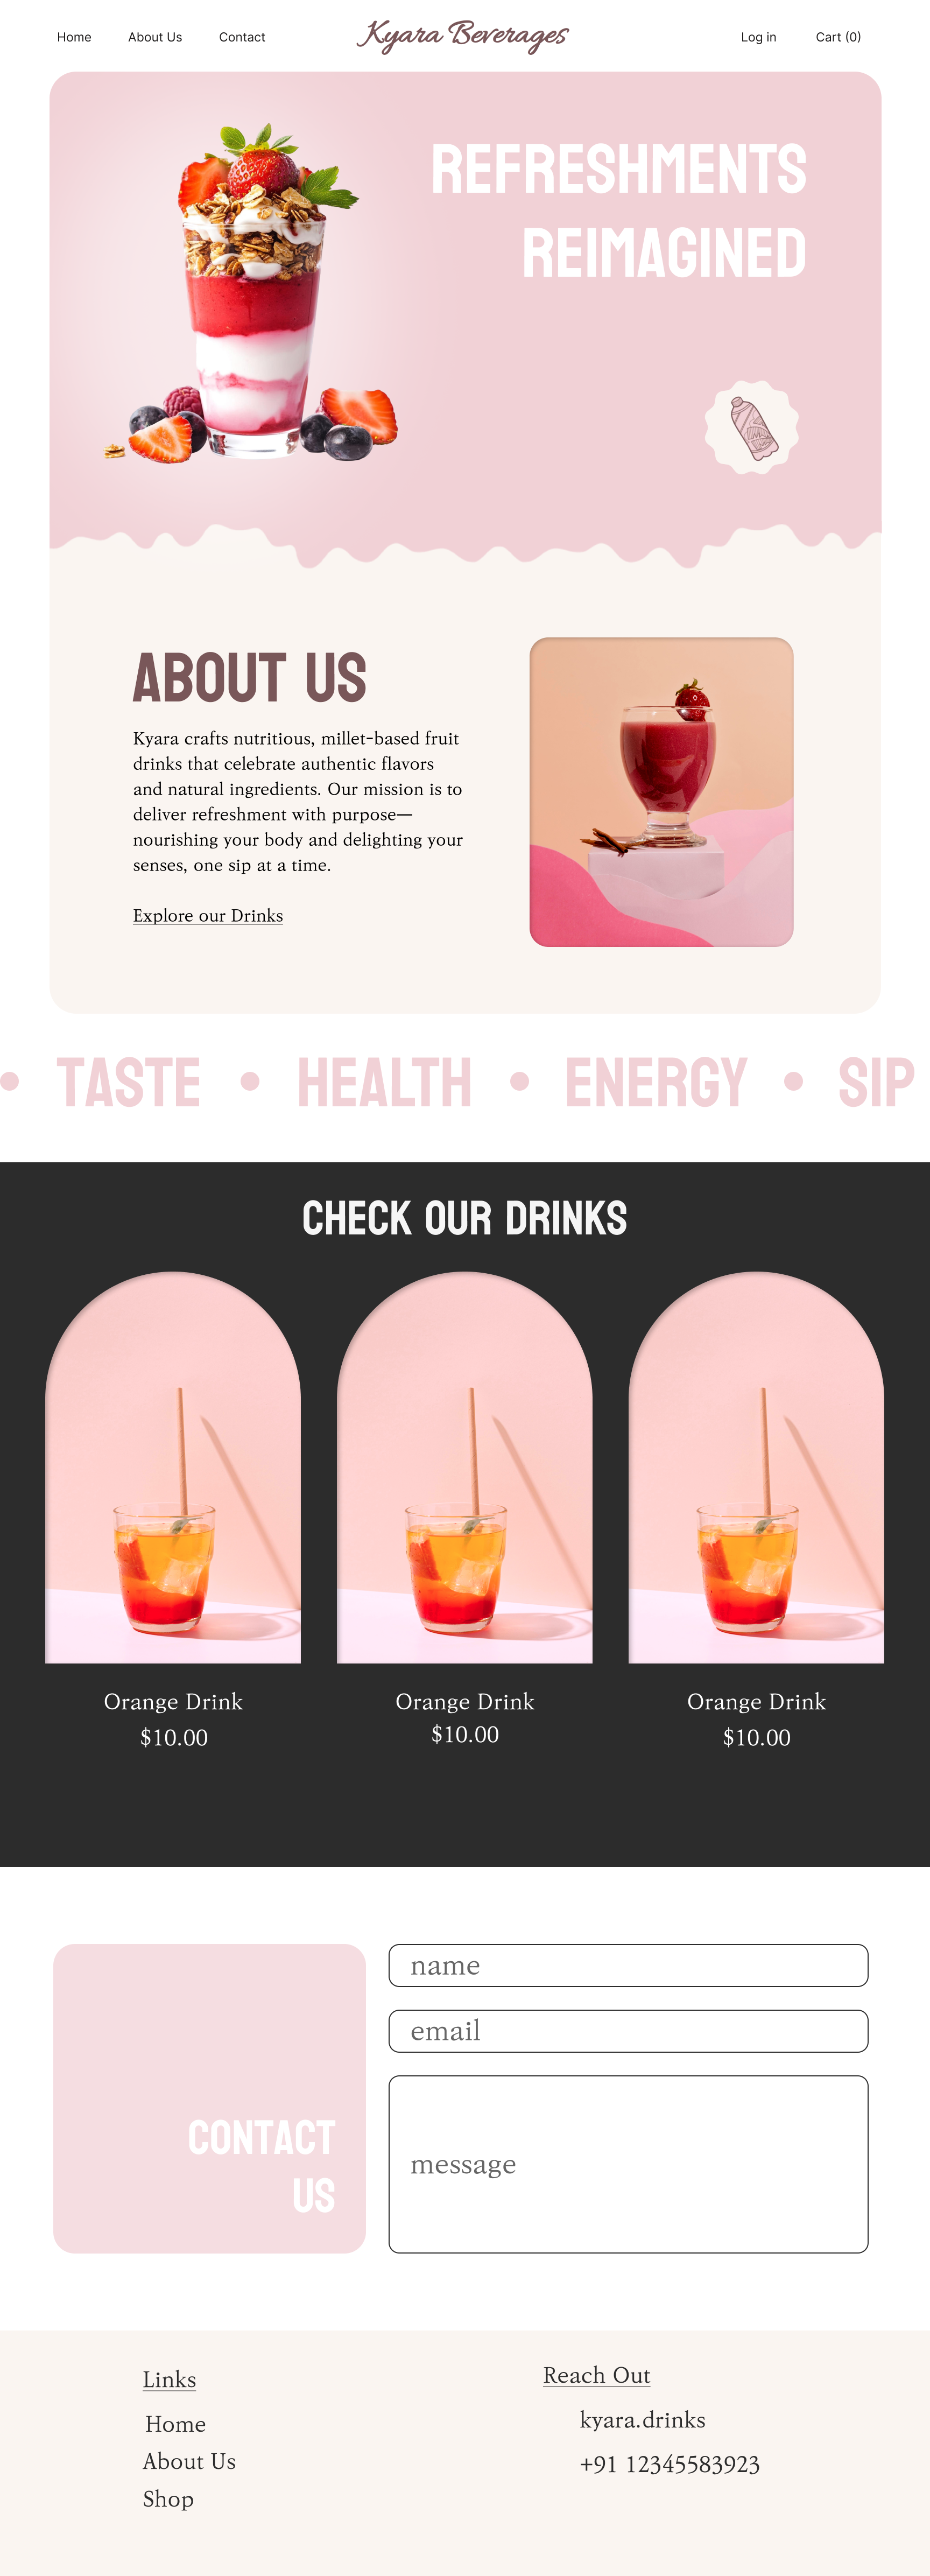 Home
About Us
Contact
Kyara Beverages
Log in
Cart (0)
REFRESHMENTS
REIMAGINED
ABOUT US
Kyara crafts nutritious, millet-based fruit
drinks that celebrate authentic flavors
and natural ingredients. Our mission is to
deliver refreshment with purpose—
nourishing your body and delighting your
senses, one sip at a time.
Explore our Drinks
• TASTE • HEALTH • ENERGY • SIP
CHECK OUR DRINKS
Orange Drink
$10.00
Orange Drink
$10.00
Orange Drink
$10.00
CONTACT
US
name
email
message
Links
Home
About Us
Shop
Reach Out
kyara.drinks
+91 12345583923